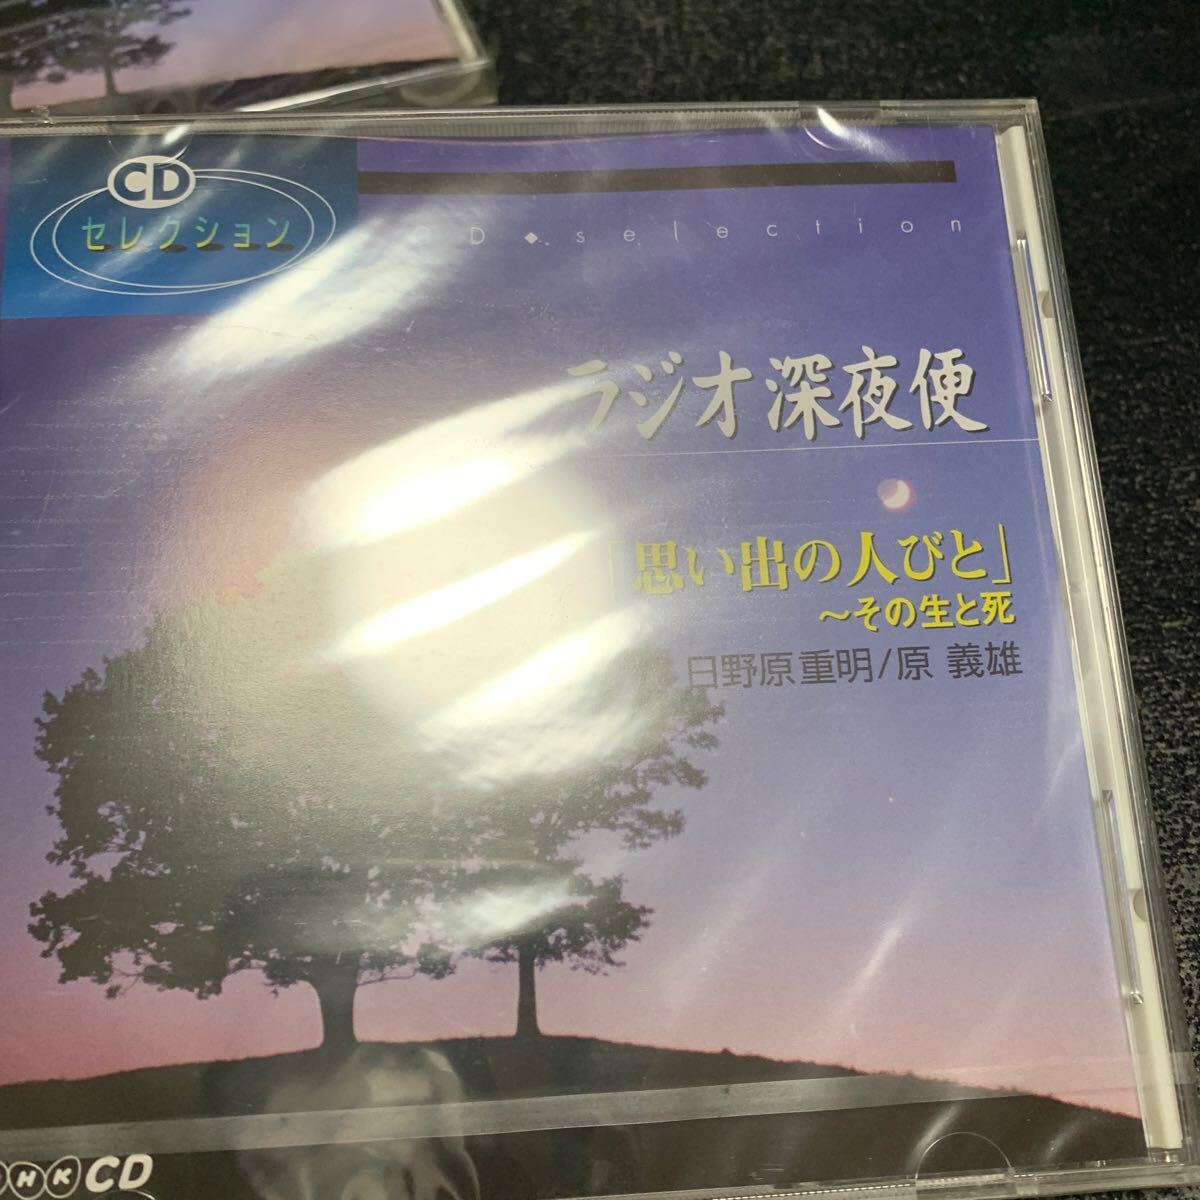 CD
セレクション
CD◆selection
ラジオ深夜便
「思い出の人びと」
～その生と死
日野原重明/原 義雄
NHK CD